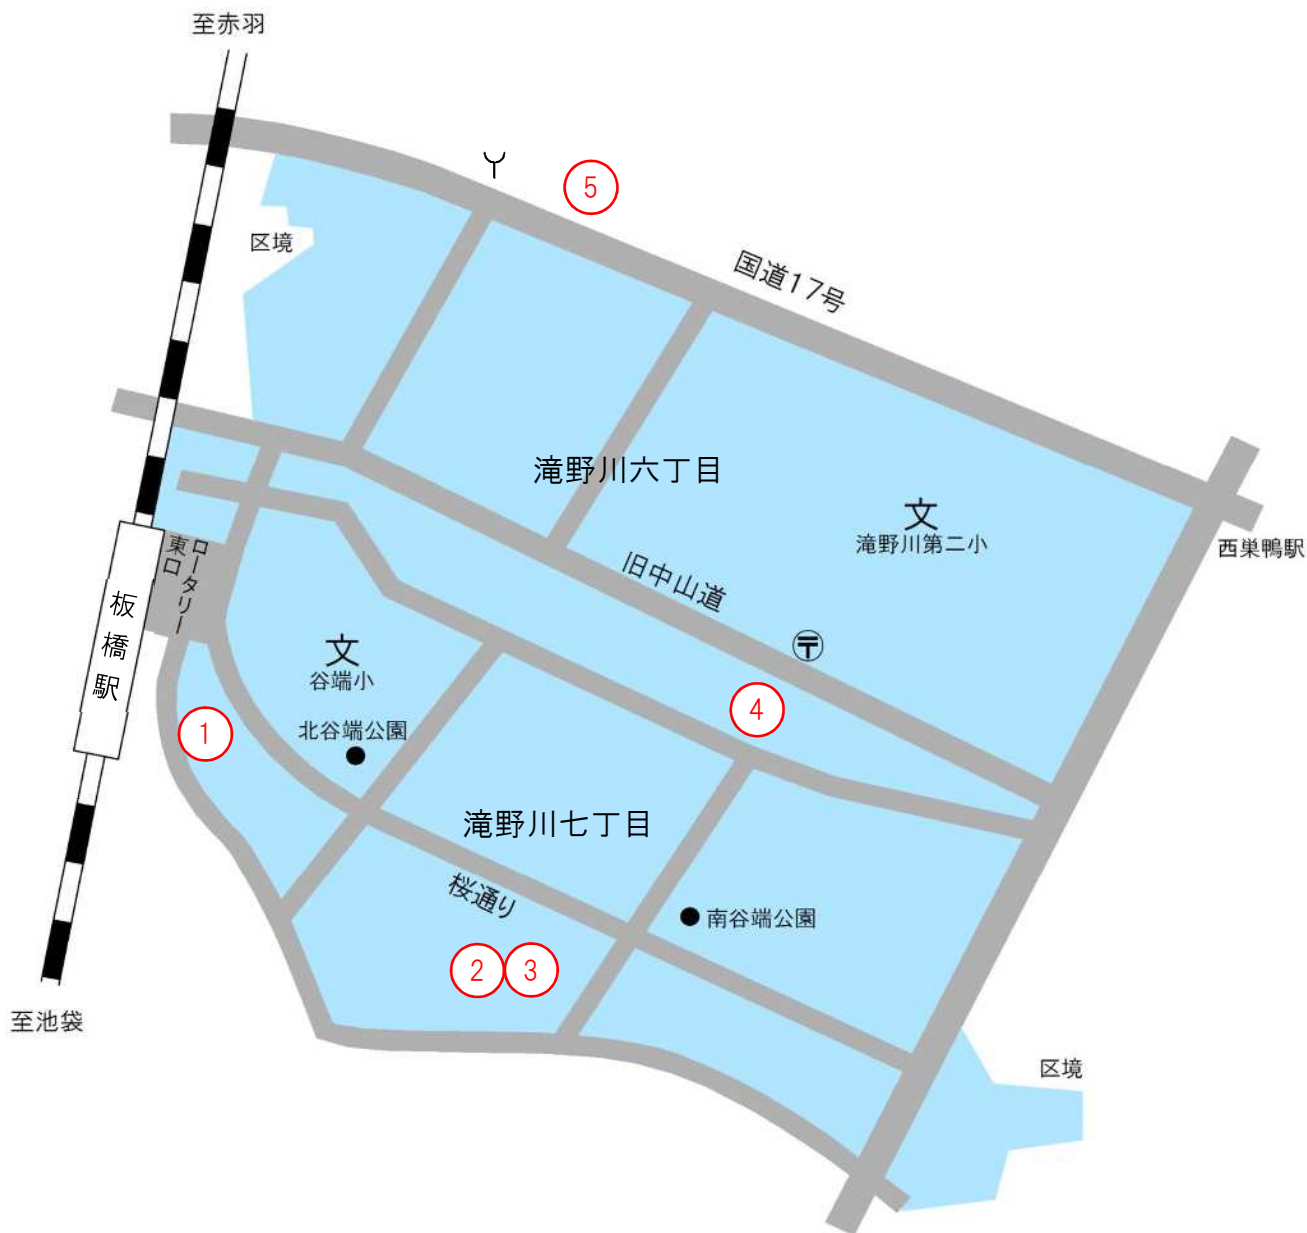 至赤羽
⑤
区境
国道17号
滝野川六丁目
文
滝野川第二小
西巣鴨駅
東口
ロータリー
旧中山道
板橋駅
文
谷端小
〒
①
北谷端公園
④
滝野川七丁目
桜通り
南谷端公園
②③
至池袋
区境